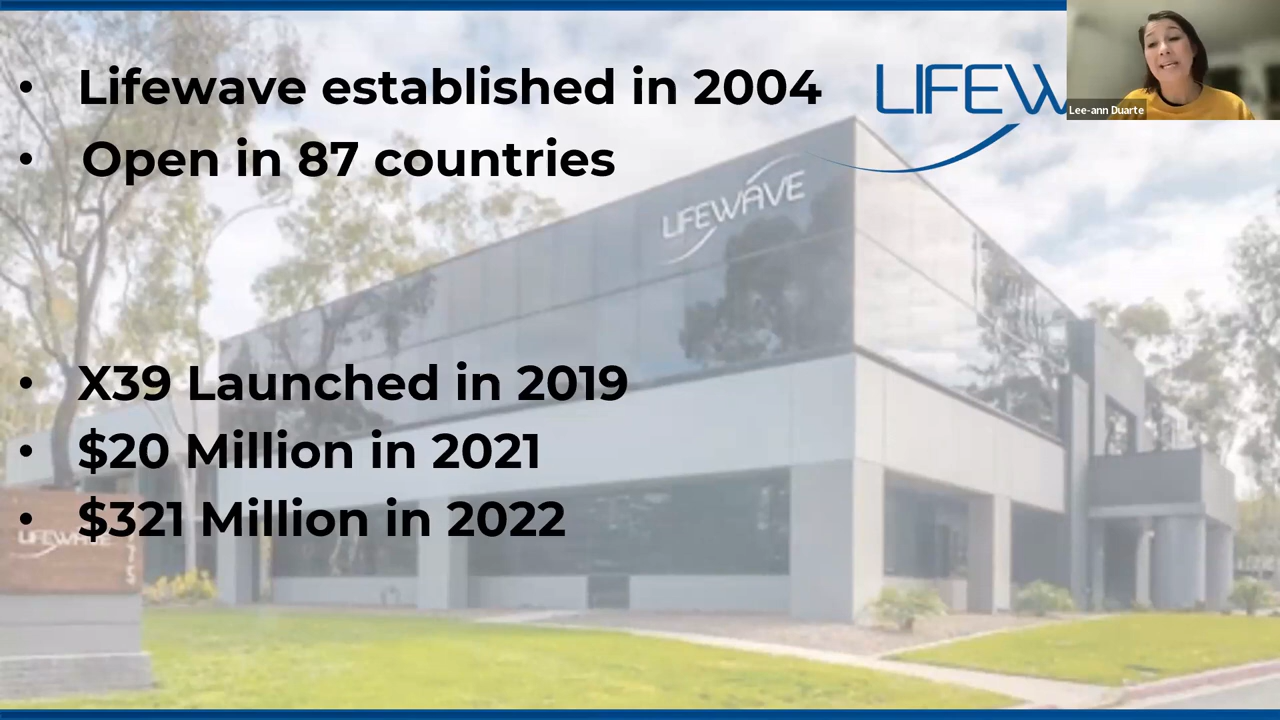 • Lifewave established in 2004
LIFEW
Lee-ann Duarte
• Open in 87 countries
LIFEWAVE
• X39 Launched in 2019
• $20 Million in 2021
• $321 Million in 2022
LIFEWAVE